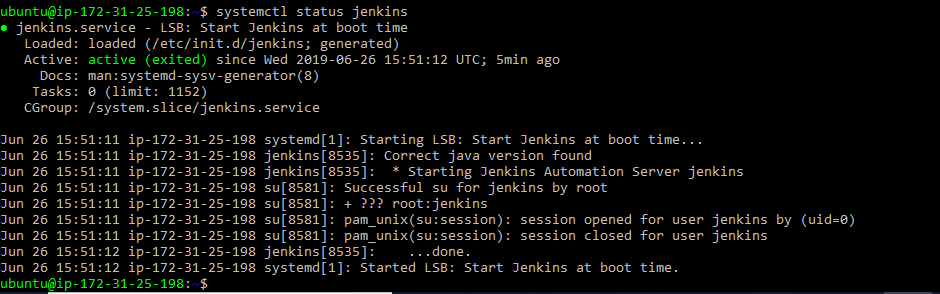 ubuntu@ip-172-31-25-198:~$ systemctl status jenkins
● jenkins.service - LSB: Start Jenkins at boot time
Loaded: loaded (/etc/init.d/jenkins; generated)
Active: active (exited) since Wed 2019-06-26 15:51:12 UTC; 5min ago
Docs: man:systemd-sysv-generator(8)
Tasks: 0 (limit: 1152)
CGroup: /system.slice/jenkins.service

Jun 26 15:51:11 ip-172-31-25-198 systemd[1]: Starting LSB: Start Jenkins at boot time...
Jun 26 15:51:11 ip-172-31-25-198 jenkins[8535]: Correct java version found
Jun 26 15:51:11 ip-172-31-25-198 jenkins[8535]:  * Starting Jenkins Automation Server jenkins
Jun 26 15:51:11 ip-172-31-25-198 su[8581]: Successful su for jenkins by root
Jun 26 15:51:11 ip-172-31-25-198 su[8581]: + ??? root:jenkins
Jun 26 15:51:11 ip-172-31-25-198 su[8581]: pam_unix(su:session): session opened for user jenkins by (uid=0)
Jun 26 15:51:11 ip-172-31-25-198 su[8581]: pam_unix(su:session): session closed for user jenkins
Jun 26 15:51:12 ip-172-31-25-198 jenkins[8535]:    ...done.
Jun 26 15:51:12 ip-172-31-25-198 systemd[1]: Started LSB: Start Jenkins at boot time.
ubuntu@ip-172-31-25-198:~$